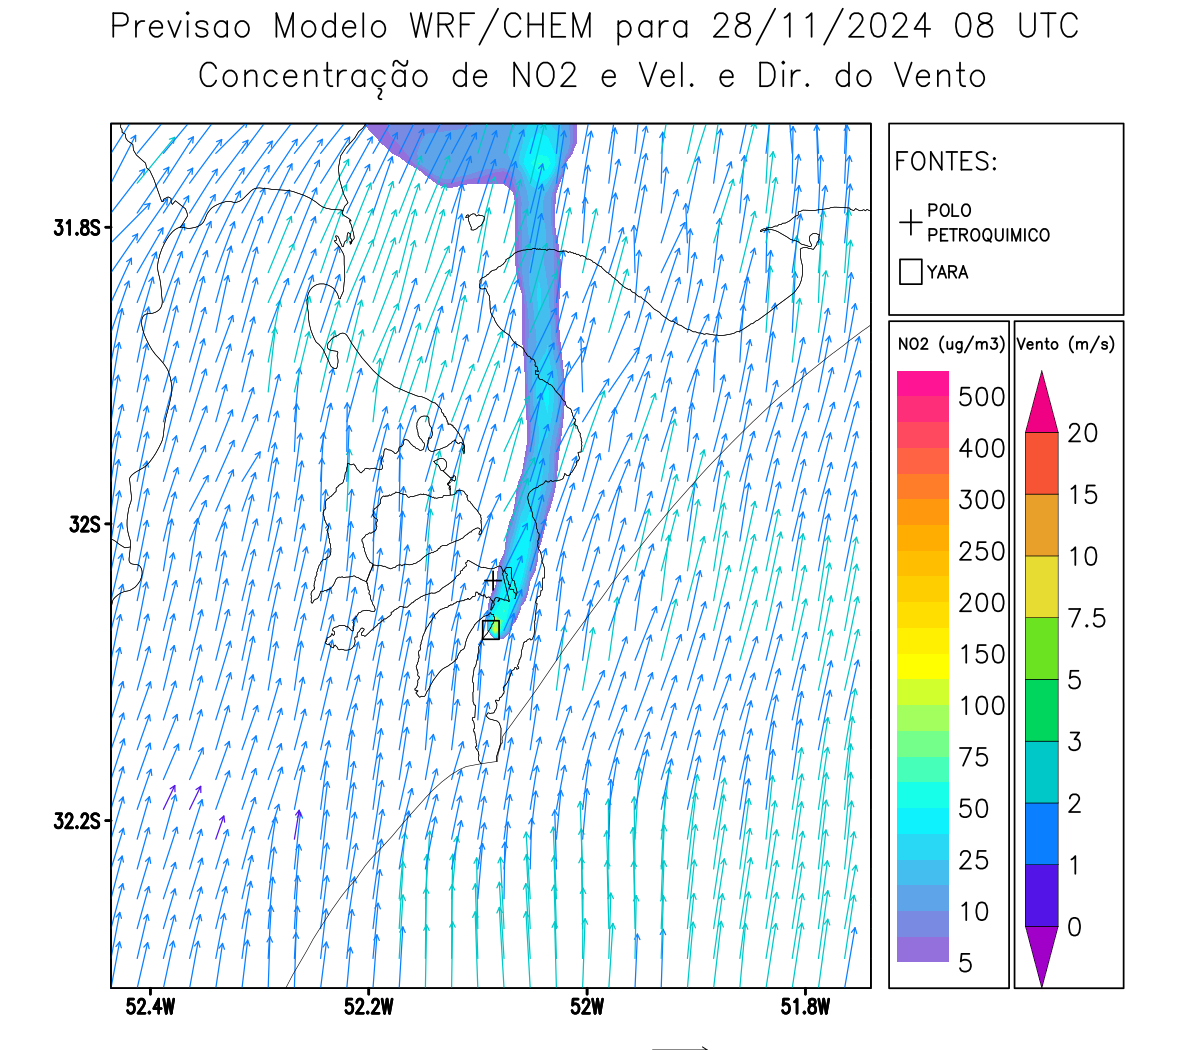 Previsao Modelo WRF/CHEM para 28/11/2024 08 UTC
Concentração de NO2 e Vel. e Dir. do Vento
FONTES:
POLO
PETROQUIMICO
YARA
NO2 (ug/m3)
500
400
300
250
200
150
100
75
50
25
10
5
Vento (m/s)
20
15
10
7.5
5
3
2
1
0
31.8S
32S
32.2S
52.4W
52.2W
52W
51.8W